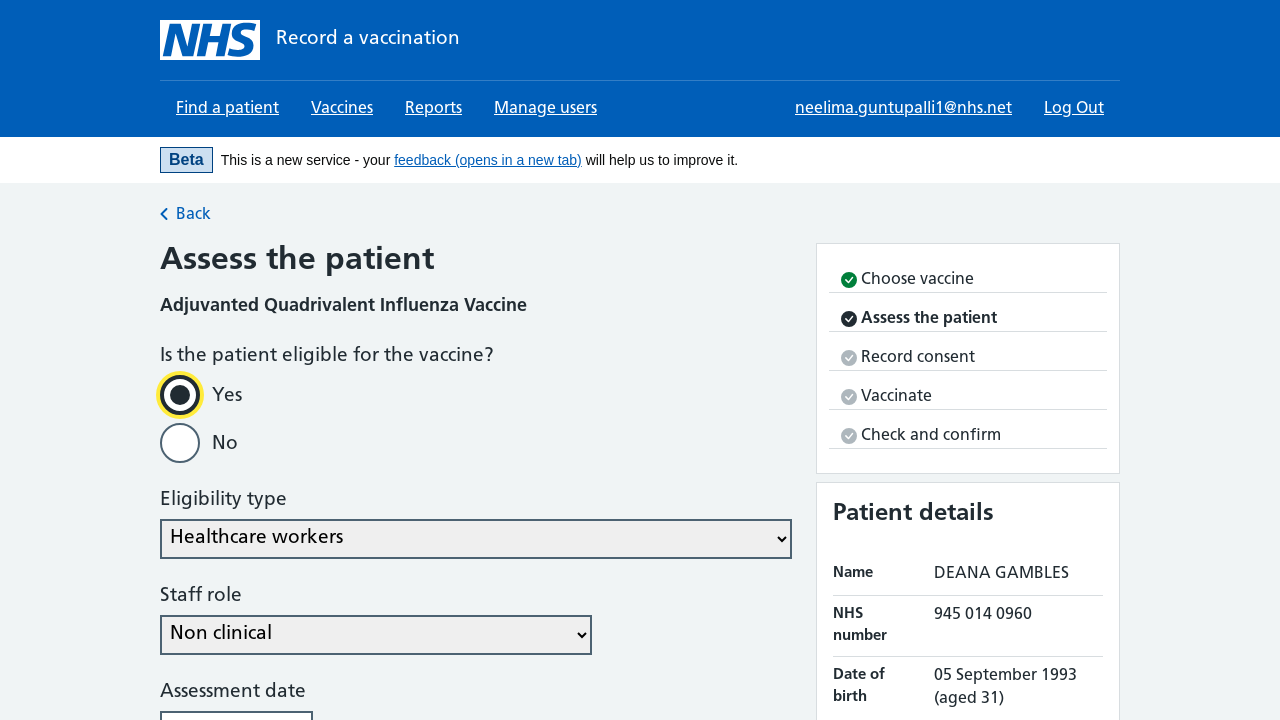 NHS Record a vaccination
Find a patient Vaccines Reports Manage users neelima.guntupalli1@nhs.net Log Out
Beta This is a new service - your feedback (opens in a new tab) will help us to improve it.
Back
Assess the patient
Adjuvanted Quadrivalent Influenza Vaccine
Is the patient eligible for the vaccine?
Yes
No
Eligibility type
Healthcare workers
Staff role
Non clinical
Assessment date
Choose vaccine
Assess the patient
Record consent
Vaccinate
Check and confirm
Patient details
Name DEANA GAMBLES
NHS number 945 014 0960
Date of birth 05 September 1993 (aged 31)